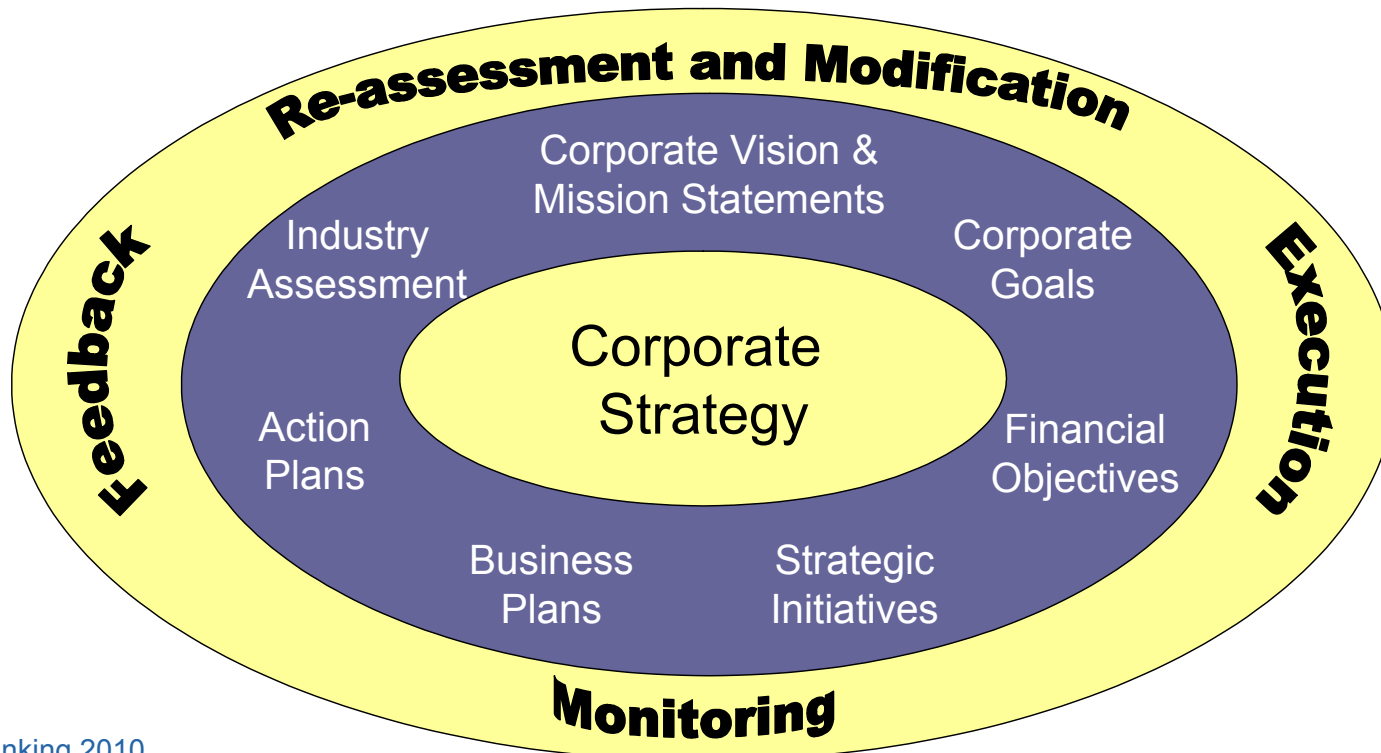 Re-assessment and Modification
Corporate Vision &
Mission Statements
Industry
Assessment
Corporate
Goals
Feedback
Execution
Corporate
Strategy
Action
Plans
Financial
Objectives
Business
Plans
Strategic
Initiatives
Monitoring
2010